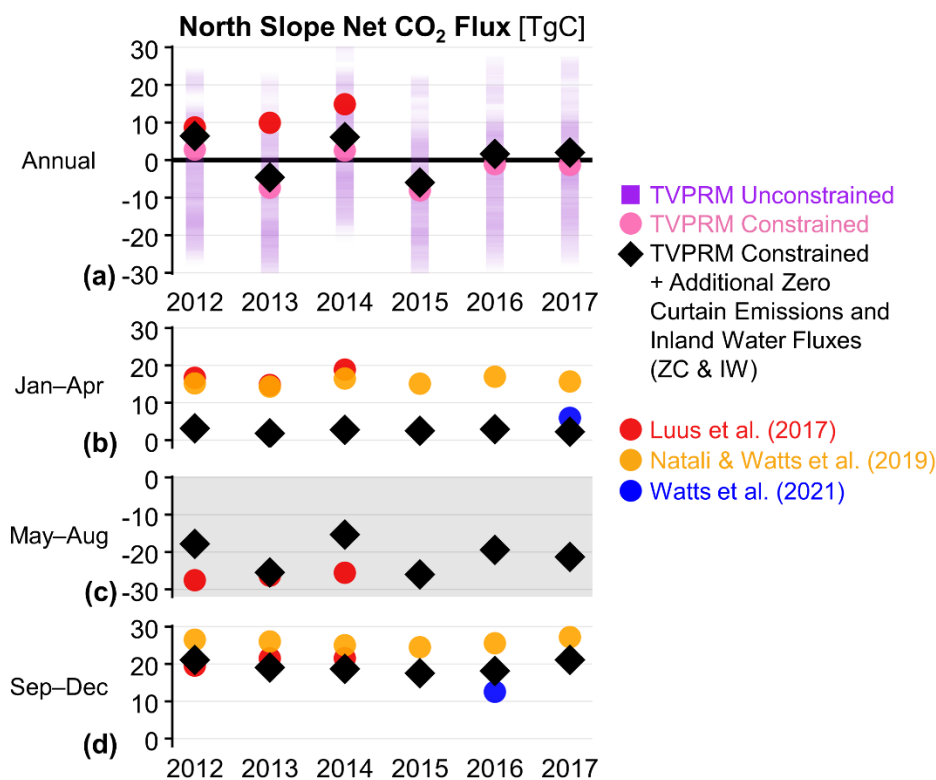 North Slope Net CO₂ Flux [TgC]
30
20
10
Annual
0
-10
-20
-30
(a)
2012 2013 2014 2015 2016 2017
TVPRM Unconstrained
TVPRM Constrained
TVPRM Constrained
+ Additional Zero
Curtain Emissions and
Inland Water Fluxes
(ZC & IW)
30
20
Jan–Apr
10
(b)
0
Luus et al. (2017)
Natali & Watts et al. (2019)
Watts et al. (2021)
0
-10
May–Aug
-20
(c)
-30
30
20
Sep–Dec
10
(d)
0
2012 2013 2014 2015 2016 2017